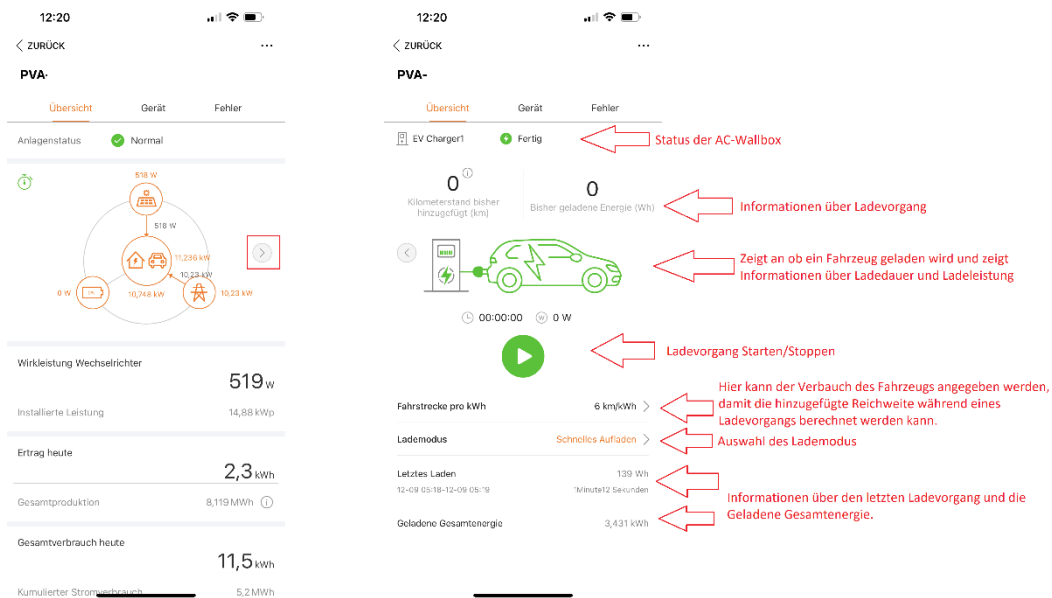 12:20
ZURÜCK
PVA-
Übersicht Gerät Fehler
Anlagenstatus Normal
518 W
518 W
11,236 kW
10,23 kW
0 W
10,748 kW
10,23 kW
Wirkleistung Wechselrichter
519 W
Installierte Leistung 14,88 kWp
Ertrag heute
2,3 kWh
Gesamtproduktion 8,119 MWh
Gesamtverbrauch heute
11,5 kWh
Kumulierter Stromverbrauch 5,2 MWh
12:20
ZURÜCK
PVA-
Übersicht Gerät Fehler
EV Charger1 Fertig
Status der AC-Wallbox
0
Kilometerstand bisher
hinzugefügt (km)
0
Bisher geladene Energie (Wh)
Informationen über Ladevorgang
Zeigt an ob ein Fahrzeug geladen wird und zeigt
Informationen über Ladedauer und Ladeleistung
00:00:00 W 0 W
Ladevorgang Starten/Stoppen
Fahrstrecke pro kWh 6 km/kWh
Hier kann der Verbauch des Fahrzeugs angegeben werden,
damit die hinzugefügte Reichweite während eines
Ladevorgangs berechnet werden kann.
Lademodus Schnelles Aufladen
Auswahl des Lademodus
Letztes Laden 139 Wh
12-09 05:18-12-09 05:19 1Minute12 Sekunden
Informationen über den letzten Ladevorgang und die
Geladene Gesamtenergie.
Geladene Gesamtenergie 3,431 kWh